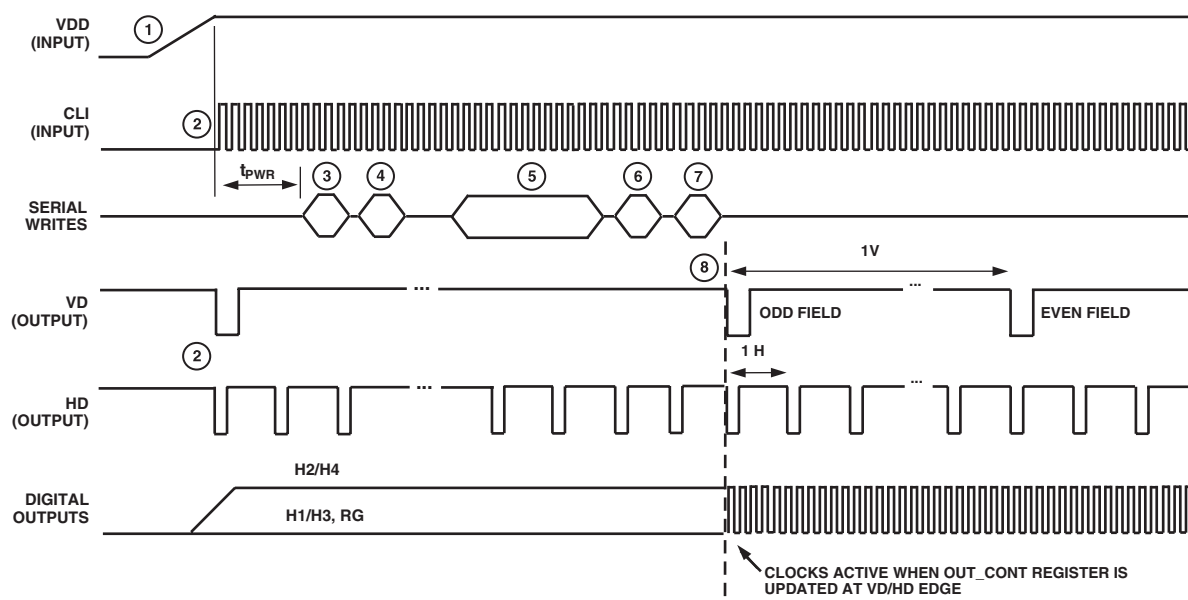 VDD
(INPUT)
1
CLI
(INPUT)
2
tPWR
SERIAL
WRITES
3
4
5
6
7
8
1V
VD
(OUTPUT)
...
...
ODD FIELD
EVEN FIELD
2
1 H
HD
(OUTPUT)
...
...
DIGITAL
OUTPUTS
H2/H4
H1/H3, RG
CLOCKS ACTIVE WHEN OUT_CONT REGISTER IS
UPDATED AT VD/HD EDGE